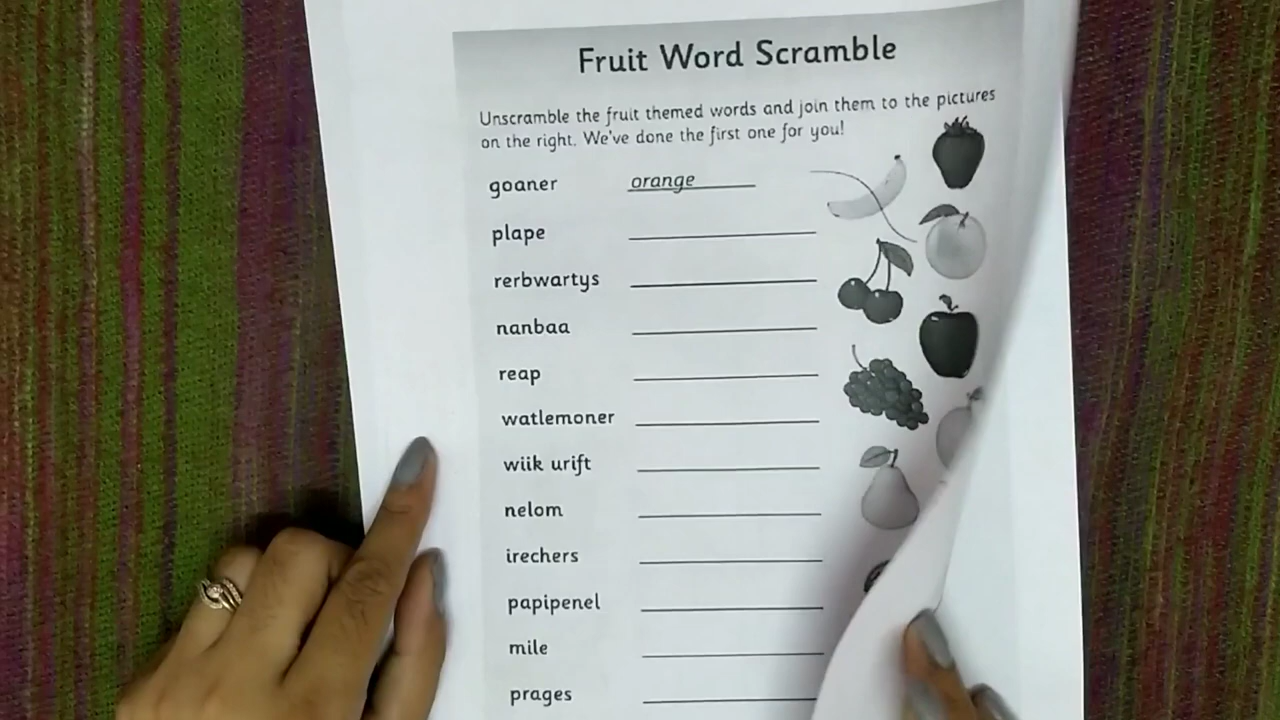 Fruit Word Scramble
Unscramble the fruit themed words and join them to the pictures
on the right. We've done the first one for you!
goaner orange
plape
rerbwartys
nanbaa
reap
watlemoner
wiik urift
nelom
irechers
papipenel
mile
prages